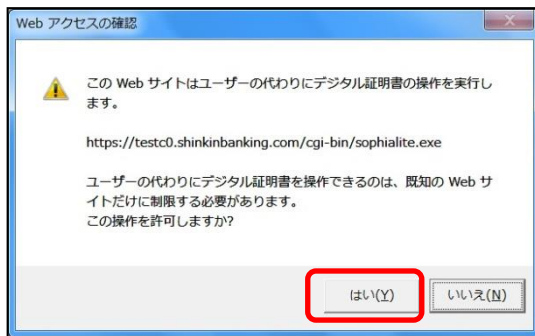 Web アクセスの確認
この Web サイトはユーザーの代わりにデジタル証明書の操作を実行し
ます。
https://testc0.shinkinbanking.com/cgi-bin/sophialite.exe
ユーザーの代わりにデジタル証明書を操作できるのは、既知の Web サ
イトだけに制限する必要があります。
この操作を許可しますか?
はい(Y) いいえ(N)